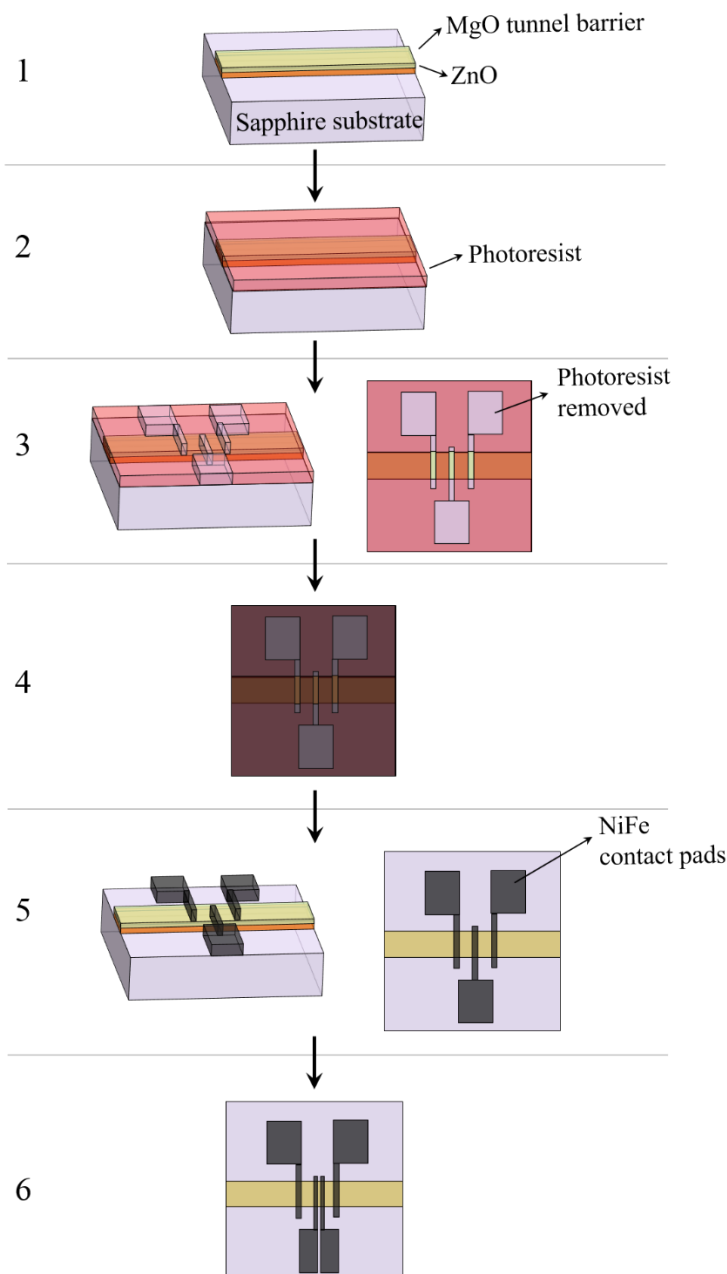 1
MgO tunnel barrier
ZnO
Sapphire substrate
2
Photoresist
3
Photoresist
removed
4
5
NiFe
contact pads
6